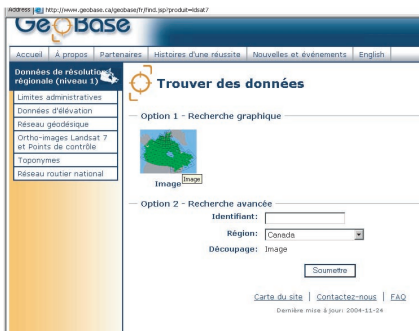 Address http://www.geobase.ca/geobase/fr/find.jsp?produit=ldsat7
GeoBase
Accueil À propos Partenaires Histoires d'une réussite Nouvelles et événements English
Données de résolution régionale (niveau 1)
Limites administratives
Données d'élévation
Réseau géodésique
Ortho-images Landsat 7
et Points de contrôle
Toponymes
Réseau routier national
Trouver des données
Option 1 - Recherche graphique
Image
Image
Option 2 - Recherche avancée
Identifiant:
Région: Canada
Découpage: Image
Soumettre
Carte du site | Contactez-nous | FAQ
Dernière mise à jour: 2004-11-24